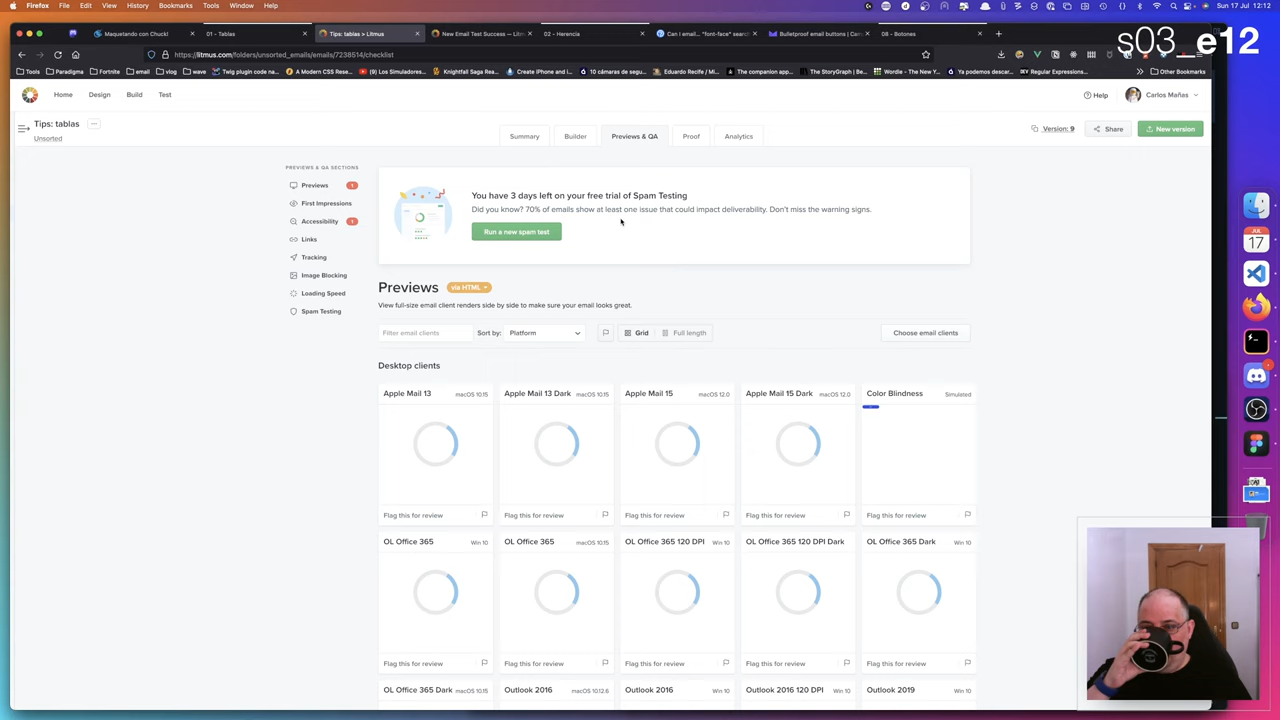 Firefox File Edit View History Bookmarks Tools Window Help
Sun 17 Jul 12:12
s03 e12
Maquetando con Chuck!
01 - Tablas
Tips: tablas > Litmus
New Email Test Success — Litm
02 - Herencia
Can I email... "font-face" searc
Bulletproof email buttons | Cam
08 - Botones
https://litmus.com/folders/unsorted_emails/emails/7238514/checklist
Tools
Paradigma
Fortnite
email
vlog
wave
Twig plugin code na...
A Modern CSS Rese...
Los Simuladores...
Knightfall Saga Rea...
Create iPhone and i...
10 cámaras de segu...
Eduardo Recife / Mi...
The companion app...
The StoryGraph | Be...
Wordie – The New Y...
Ya podemos descar...
Regular Expressions...
Other Bookmarks
Home
Design
Build
Test
Help
Carlos Mañas
Tips: tablas
Unsorted
Summary
Builder
Previews & QA
Proof
Analytics
Version: 9
Share
New version
PREVIEWS & QA SECTIONS
Previews 1
First Impressions
Accessibility 1
Links
Tracking
Image Blocking
Loading Speed
Spam Testing
You have 3 days left on your free trial of Spam Testing
Did you know? 70% of emails show at least one issue that could impact deliverability. Don't miss the warning signs.
Run a new spam test
Previews via HTML
View full-size email client renders side by side to make sure your email looks great.
Filter email clients
Sort by: Platform
Grid
Full length
Choose email clients
Desktop clients
Apple Mail 13 macOS 10.15
Apple Mail 13 Dark macOS 10.15
Apple Mail 15 macOS 12.0
Apple Mail 15 Dark macOS 12.0
Color Blindness Simulated
Flag this for review
Flag this for review
Flag this for review
Flag this for review
Flag this for review
OL Office 365 Win 10
OL Office 365 macOS 10.15
OL Office 365 120 DPI Win 10
OL Office 365 120 DPI Dark
OL Office 365 Dark Win 10
Flag this for review
Flag this for review
Flag this for review
Flag this for review
Flag this for review
OL Office 365 Dark macOS 10.15
Outlook 2016 macOS 10.12.6
Outlook 2016 Win 10
Outlook 2016 120 DPI Win 10
Outlook 2019 Win 10
JUL
17